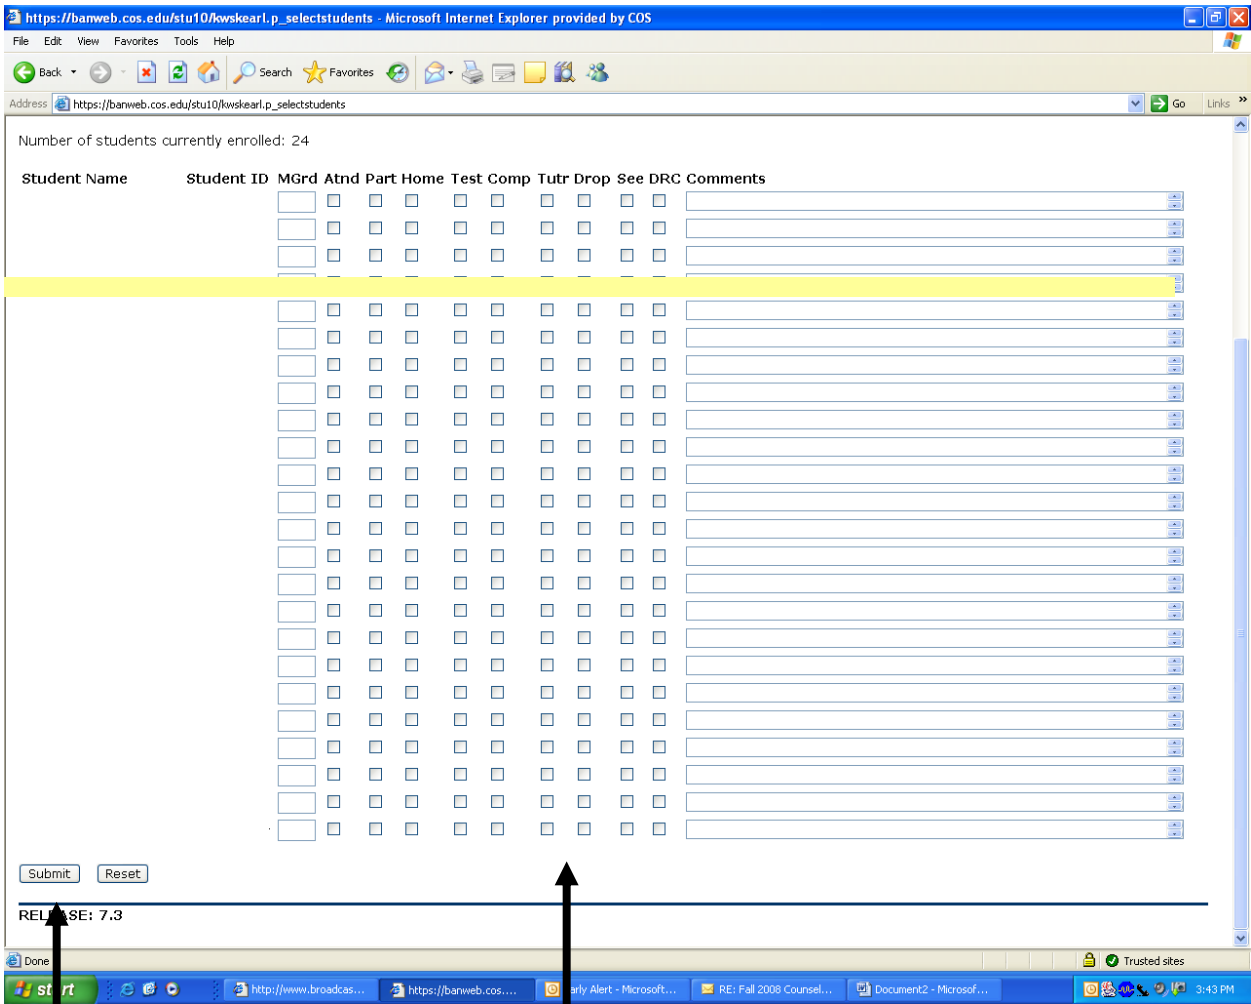 https://banweb.cos.edu/stu10/kwskearl.p_selectstudents - Microsoft Internet Explorer provided by COS
File Edit View Favorites Tools Help
Back Search Favorites
Address https://banweb.cos.edu/stu10/kwskearl.p_selectstudents Go Links »
Number of students currently enrolled: 24
Student Name Student ID MGrd Atnd Part Home Test Comp Tutr Drop See DRC Comments
Submit Reset
RELEASE: 7.3
Done Trusted sites
start http://www.broadcas... https://banweb.cos.... arly Alert - Microsoft... RE: Fall 2008 Counsel... Document2 - Microsof... 3:43 PM